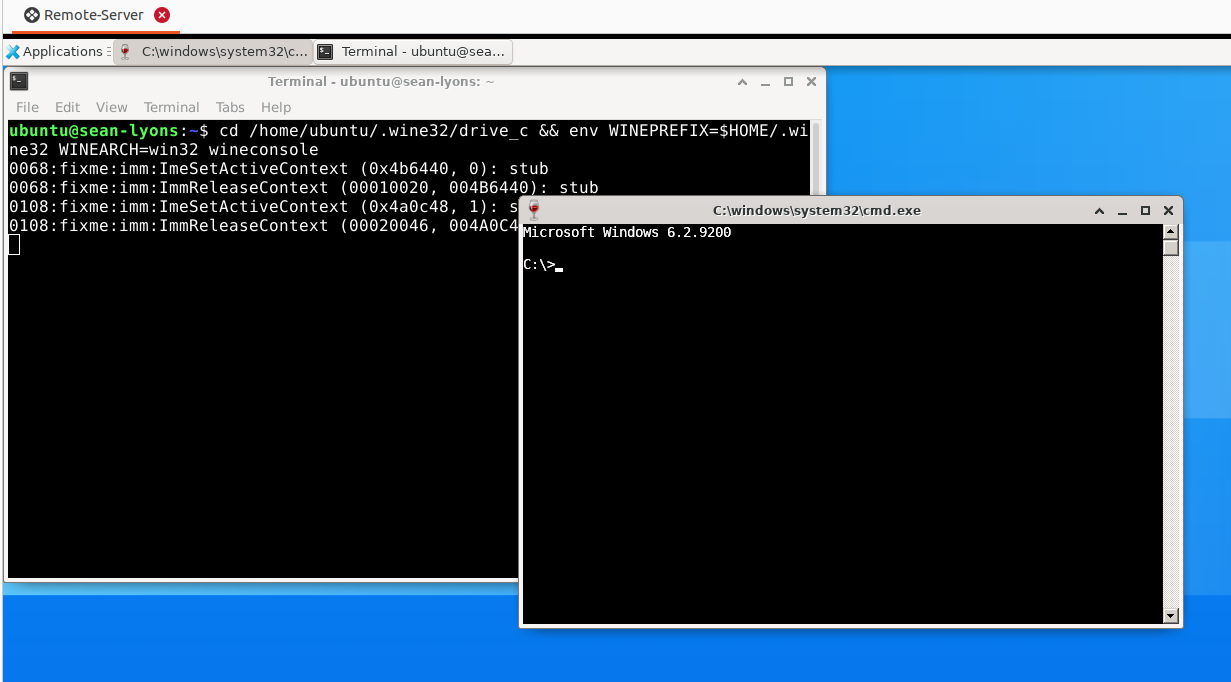 Remote-Server
Applications C:\windows\system32\c... Terminal - ubuntu@sea...
Terminal - ubuntu@sean-lyons: ~
File Edit View Terminal Tabs Help
ubuntu@sean-lyons:~$ cd /home/ubuntu/.wine32/drive_c && env WINEPREFIX=$HOME/.wi
ne32 WINEARCH=win32 wineconsole
0068:fixme:imm:ImeSetActiveContext (0x4b6440, 0): stub
0068:fixme:imm:ImmReleaseContext (00010020, 004B6440): stub
0108:fixme:imm:ImeSetActiveContext (0x4a0c48, 1): s
0108:fixme:imm:ImmReleaseContext (00020046, 004A0C4
C:\windows\system32\cmd.exe
Microsoft Windows 6.2.9200
C:\>